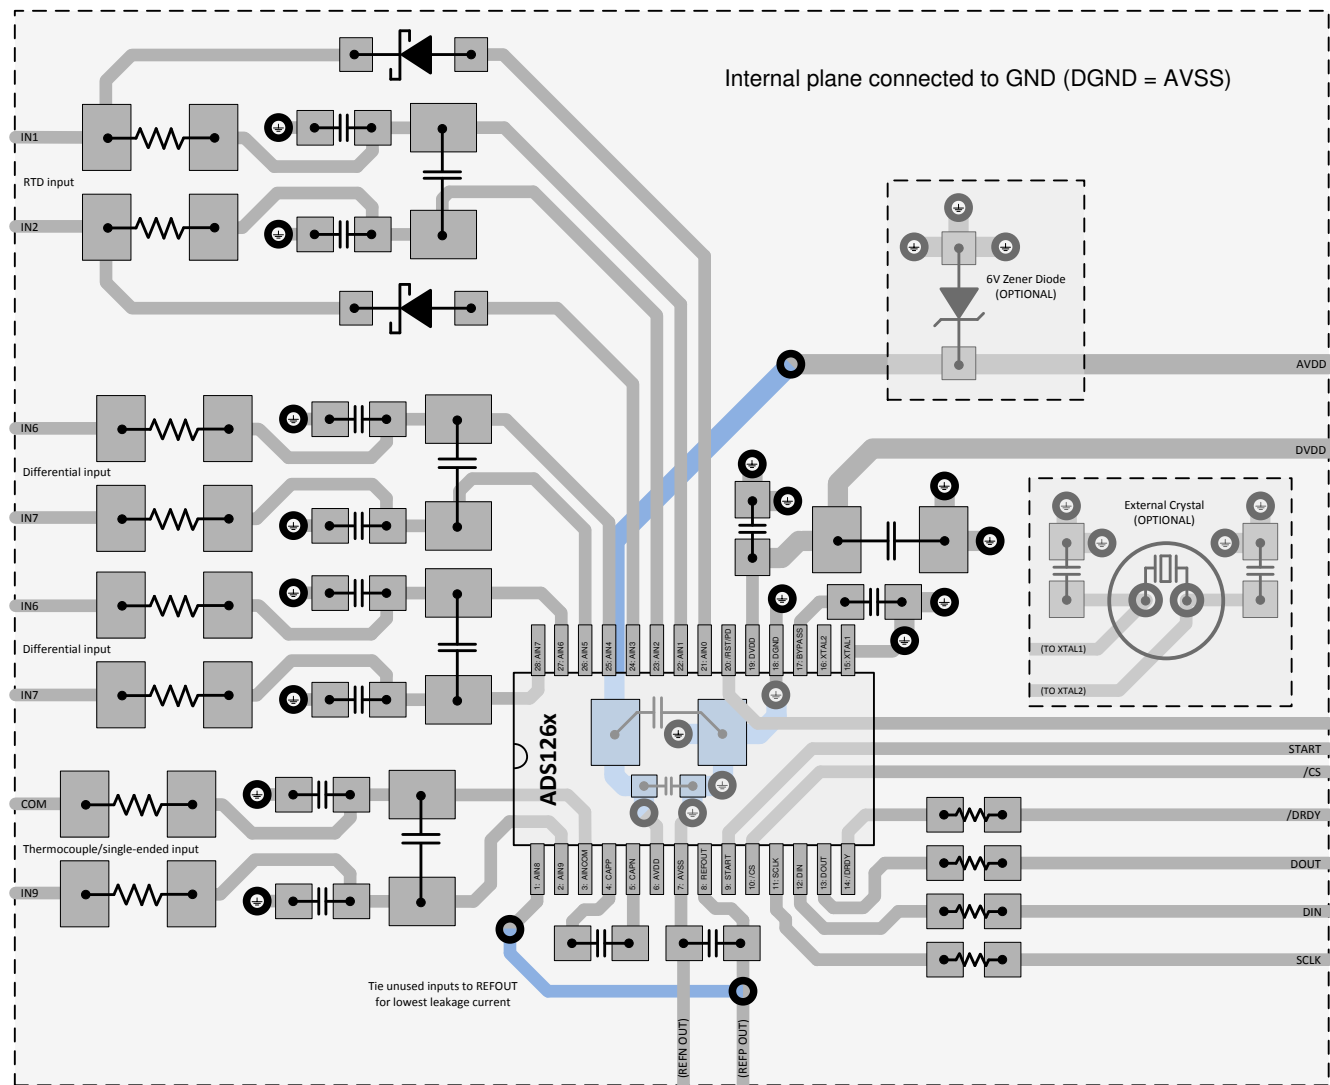 Internal plane connected to GND (DGND = AVSS)
IN1
RTD input
IN2
6V Zener Diode
(OPTIONAL)
AVDD
IN6
Differential input
IN7
DVDD
External Crystal
(OPTIONAL)
(TO XTAL1)
(TO XTAL2)
IN6
Differential input
IN7
28: AIN7
27: AIN6
26: AIN5
25: AIN4
24: AIN3
23: AIN2
22: AIN1
21: AIN0
20: /RST/PD
19: DVDD
18: DGND
17: BYPASS
16: XTAL2
15: XTAL1
ADS126x
START
/CS
/DRDY
DOUT
DIN
SCLK
COM
Thermocouple/single-ended input
IN9
1: AIN8
2: AIN9
3: AINCOM
4: CAPP
5: CAPN
6: AVDD
7: AVSS
8: REFOUT
9: START
10: /CS
11: SCLK
12: DIN
13: DOUT
14: /DRDY
Tie unused inputs to REFOUT
for lowest leakage current
(REFN OUT)
(REFP OUT)